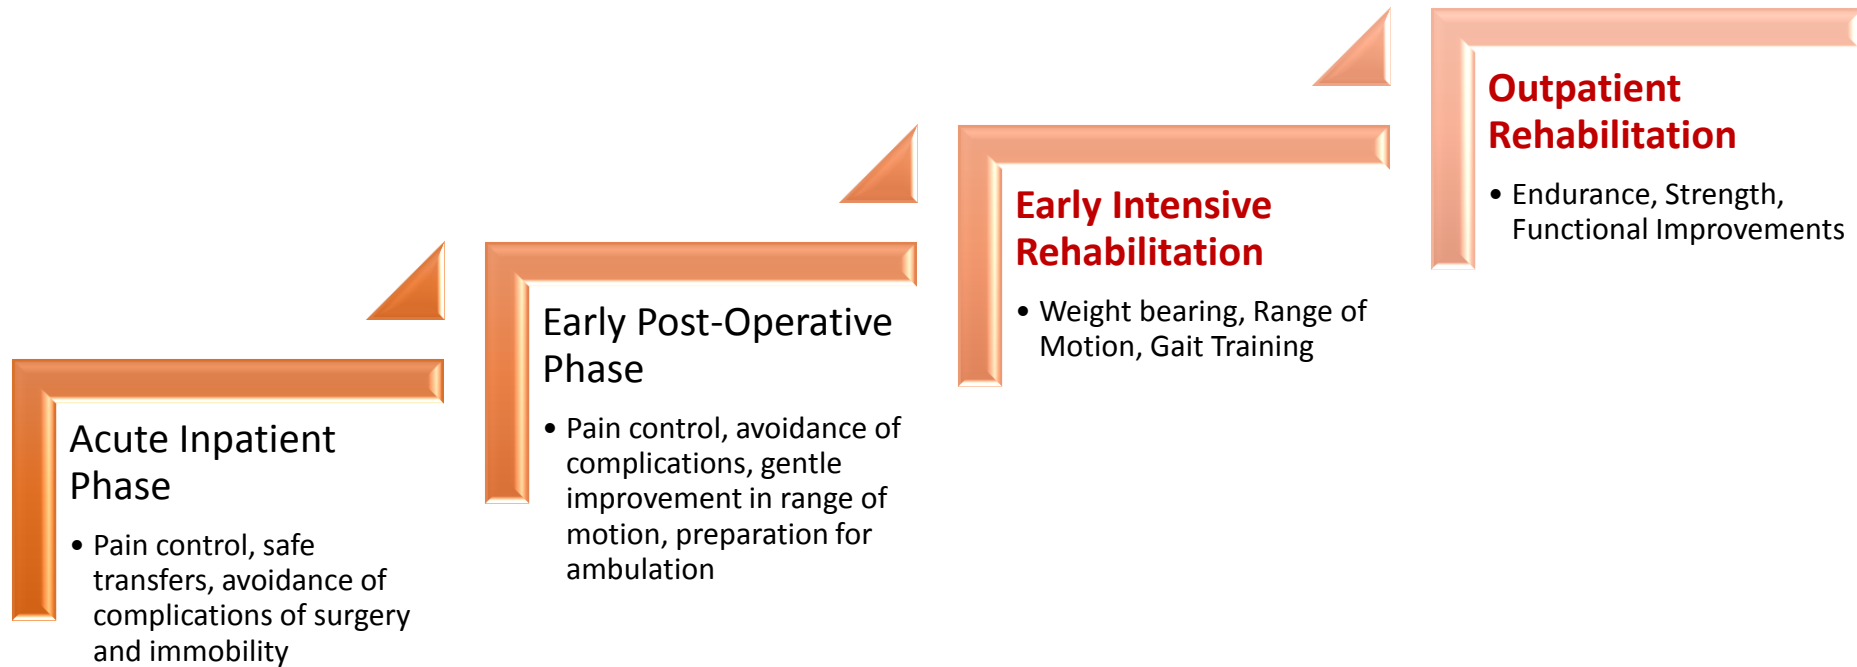 Acute Inpatient
Phase
• Pain control, safe
transfers, avoidance of
complications of surgery
and immobility
Early Post-Operative
Phase
• Pain control, avoidance of
complications, gentle
improvement in range of
motion, preparation for
ambulation
Early Intensive
Rehabilitation
• Weight bearing, Range of
Motion, Gait Training
Outpatient
Rehabilitation
• Endurance, Strength,
Functional Improvements